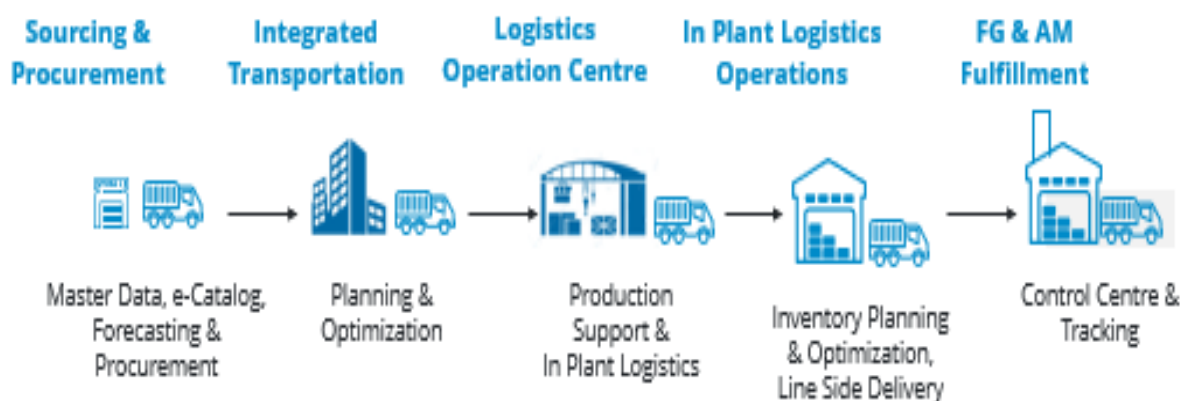 Sourcing &
Procurement
Integrated
Transportation
Logistics
Operation Centre
In Plant Logistics
Operations
FG & AM
Fulfillment
Master Data, e-Catalog,
Forecasting &
Procurement
Planning &
Optimization
Production
Support &
In Plant Logistics
Inventory Planning
& Optimization,
Line Side Delivery
Control Centre &
Tracking